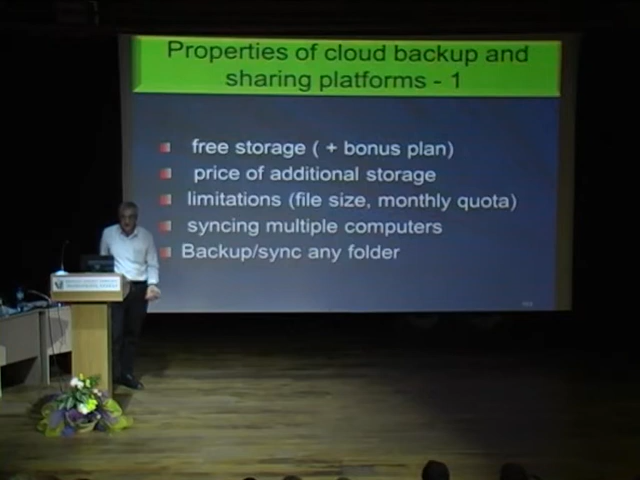 Properties of cloud backup and
sharing platforms - 1
free storage ( + bonus plan)
price of additional storage
limitations (file size, monthly quota)
syncing multiple computers
Backup/sync any folder